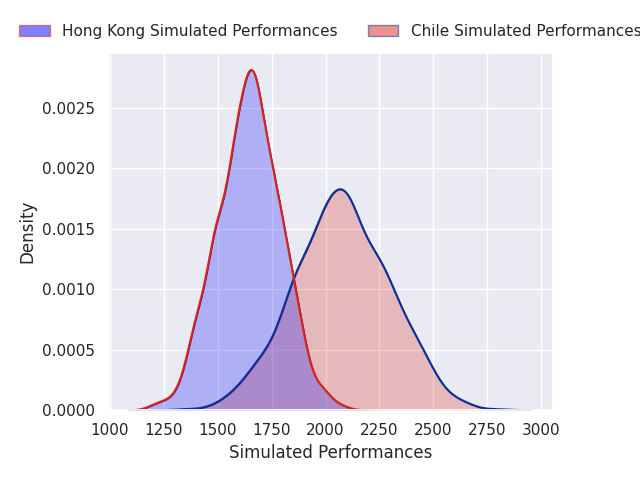 Hong Kong Simulated Performances Chile Simulated Performances
0.0025
0.0020
0.0015
0.0010
0.0005
0.0000
Density
1000 1250 1500 1750 2000 2250 2500 2750 3000
Simulated Performances